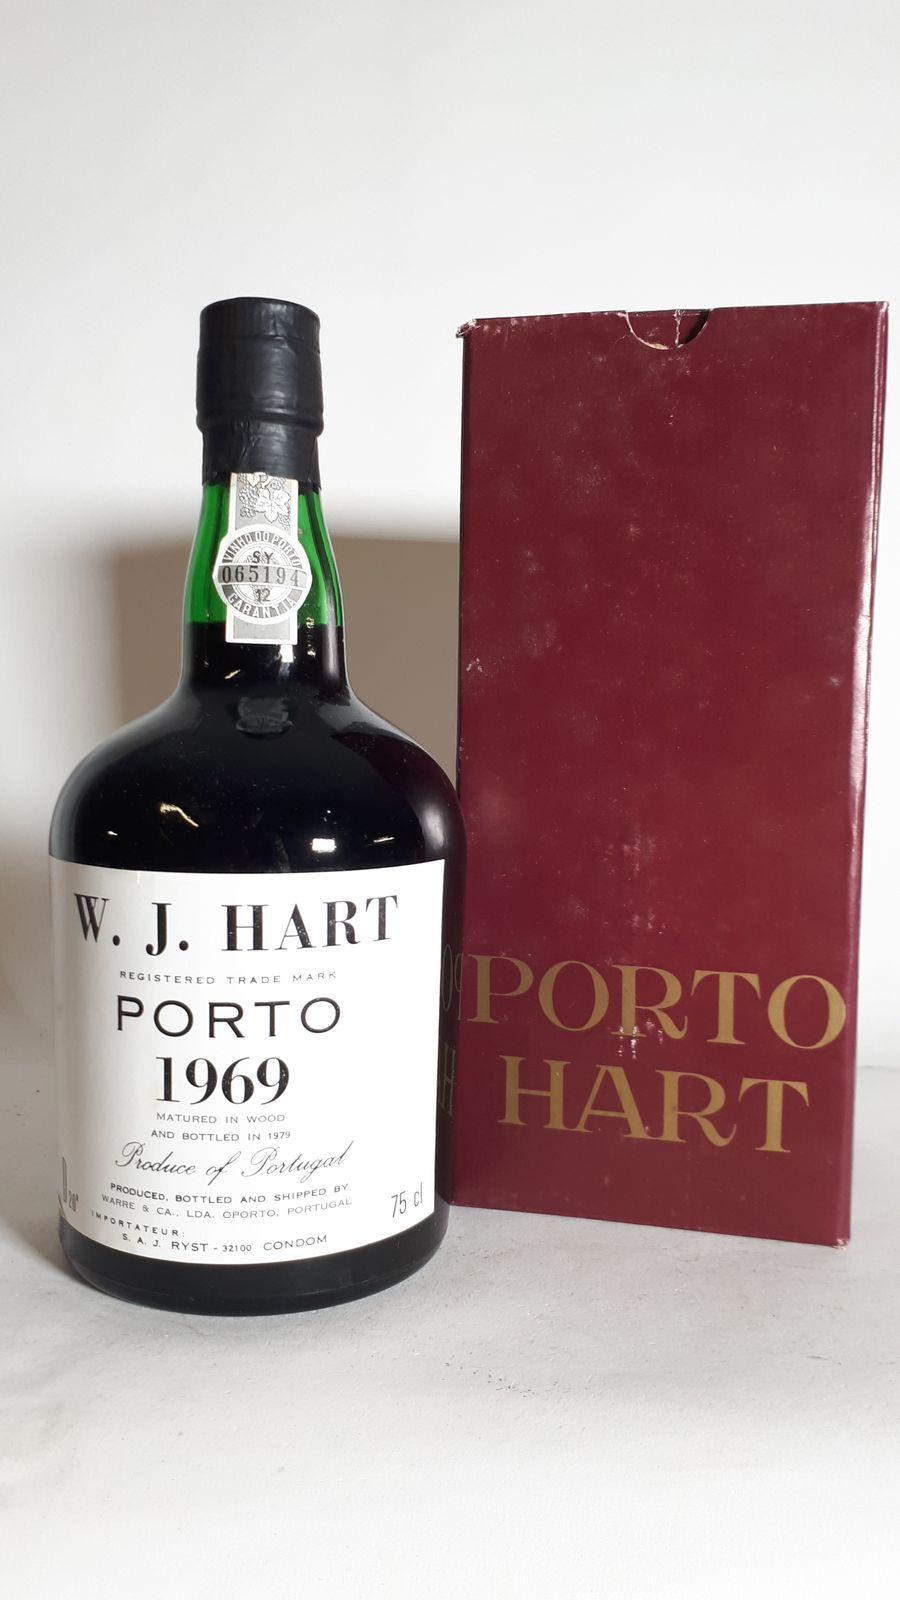 VINHO DO PORTO
SY
065194
12
GARANTIA
W. J. HART
REGISTERED TRADE MARK
PORTO
1969
MATURED IN WOOD
AND BOTTLED IN 1979
Produce of Portugal
PRODUCED, BOTTLED AND SHIPPED BY
WARRE & CA., LDA. OPORTO, PORTUGAL
20°
75 cl
IMPORTATEUR:
S. A. J. RYST - 32100 CONDOM
PORTO
HART